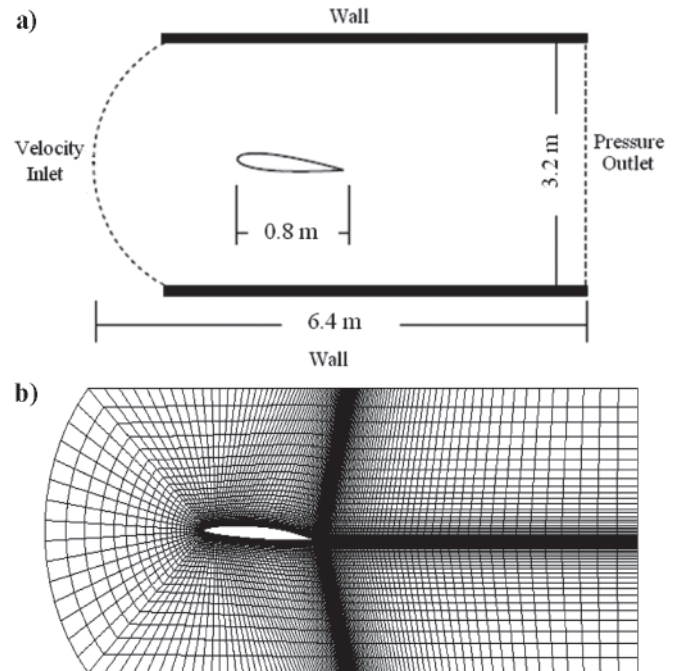 a)
Wall
Velocity
Inlet
Pressure
Outlet
3.2 m
0.8 m
6.4 m
Wall
b)